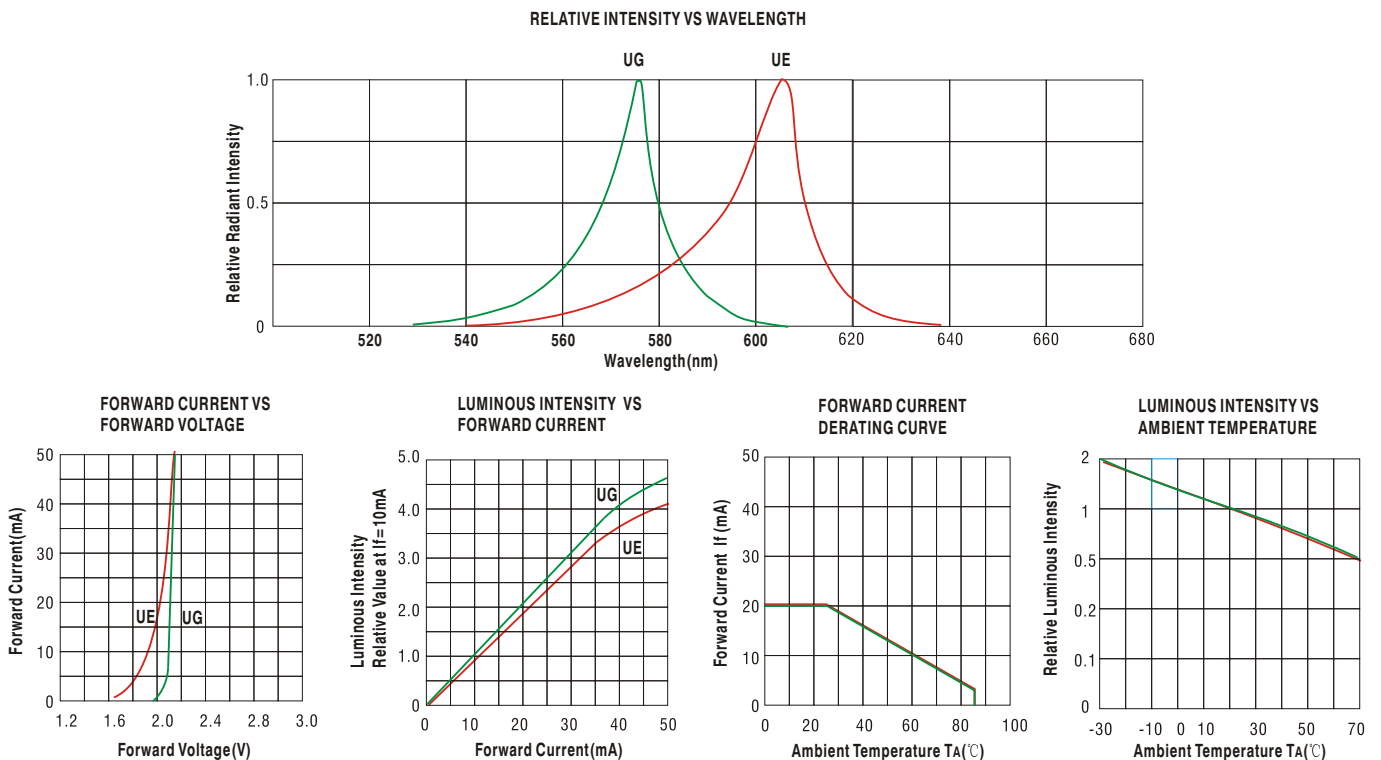 RELATIVE INTENSITY VS WAVELENGTH
UG UE
1.0
0.5
0
Relative Radiant Intensity
520 540 560 580 600 620 640 660 680
Wavelength(nm)
FORWARD CURRENT VS
FORWARD VOLTAGE
50
40
30
20
10
0
Forward Current(mA)
UE UG
1.2 1.6 2.0 2.4 2.8 3.0
Forward Voltage(V)
LUMINOUS INTENSITY VS
FORWARD CURRENT
5.0
4.0
3.0
2.0
1.0
0
Luminous Intensity
Relative Value at If=10mA
UG
UE
0 10 20 30 40 50
Forward Current(mA)
FORWARD CURRENT
DERATING CURVE
50
40
30
20
10
0
Forward Current If (mA)
0 20 40 60 80 100
Ambient Temperature TA(℃)
LUMINOUS INTENSITY VS
AMBIENT TEMPERATURE
2
1
0.5
0.2
0.1
0
Relative Luminous Intensity
-30 -10 0 10 30 50 70
Ambient Temperature TA(℃)